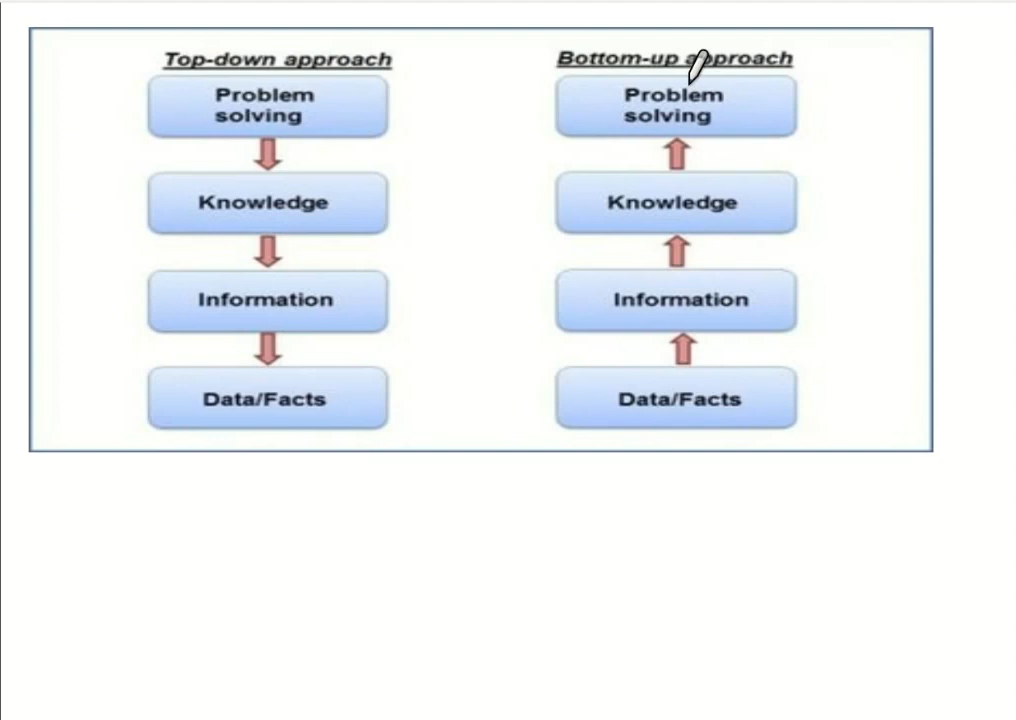 Top-down approach
Problem
solving
Knowledge
Information
Data/Facts
Bottom-up approach
Problem
solving
Knowledge
Information
Data/Facts